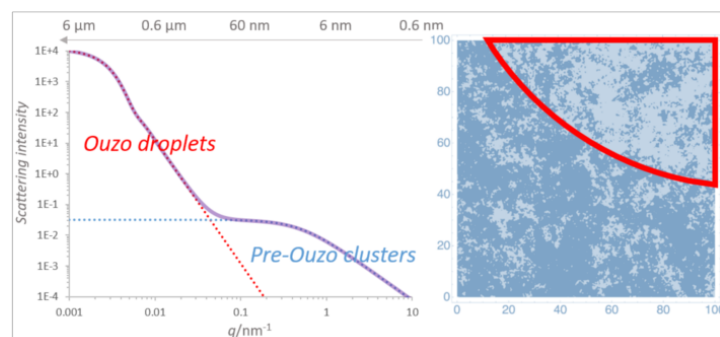 6 µm 0.6 µm 60 nm 6 nm 0.6 nm
1E+4
1E+3
1E+2
1E+1
1E+0
1E-1
1E-2
1E-3
1E-4
Scattering intensity
Ouzo droplets
Pre-Ouzo clusters
0.001 0.01 0.1 1 10
q/nm⁻¹
100
80
60
40
20
0
0 20 40 60 80 100